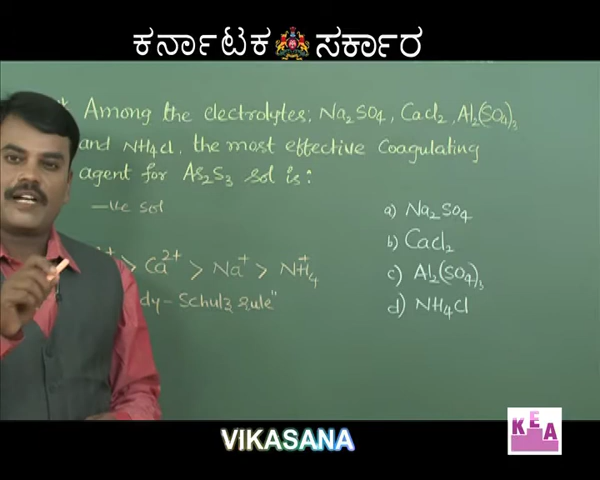 ಕರ್ನಾಟಕ ಸರ್ಕಾರ
* Among the electrolytes; Na₂SO₄, CaCl₂, Al₂(SO₄)₃
and NH₄Cl, the most effective Coagulating
agent for As₂S₃ Sol is:
-ve sol
> Ca²⁺ > Na⁺ > NH₄⁺
dy-Schulz rule"
a) Na₂SO₄
b) CaCl₂
c) Al₂(SO₄)₃
d) NH₄Cl
VIKASANA
KEA